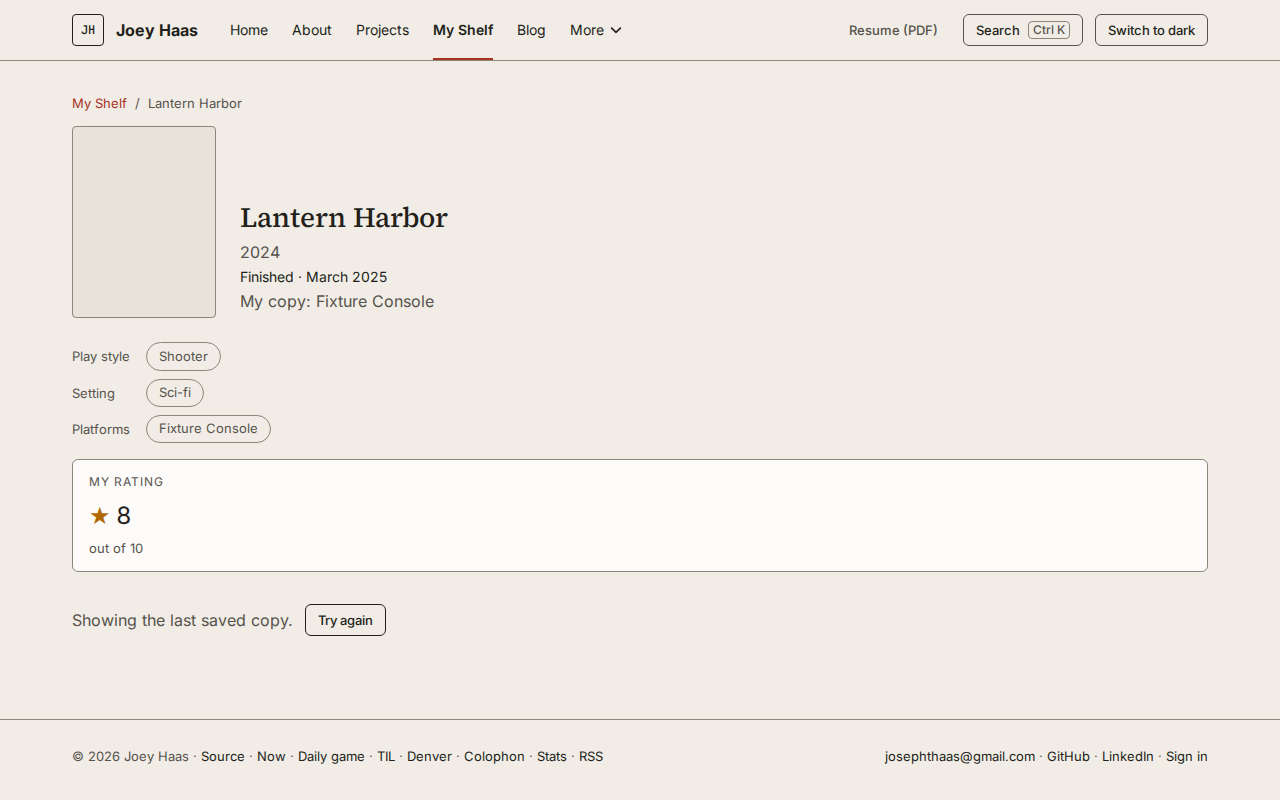 JH Joey Haas Home About Projects My Shelf Blog More Resume (PDF) Search Ctrl K Switch to dark
My Shelf / Lantern Harbor
Lantern Harbor
2024
Finished · March 2025
My copy: Fixture Console
Play style Shooter
Setting Sci-fi
Platforms Fixture Console
MY RATING
★ 8
out of 10
Showing the last saved copy. Try again
© 2026 Joey Haas · Source · Now · Daily game · TIL · Denver · Colophon · Stats · RSS josephthaas@gmail.com · GitHub · LinkedIn · Sign in